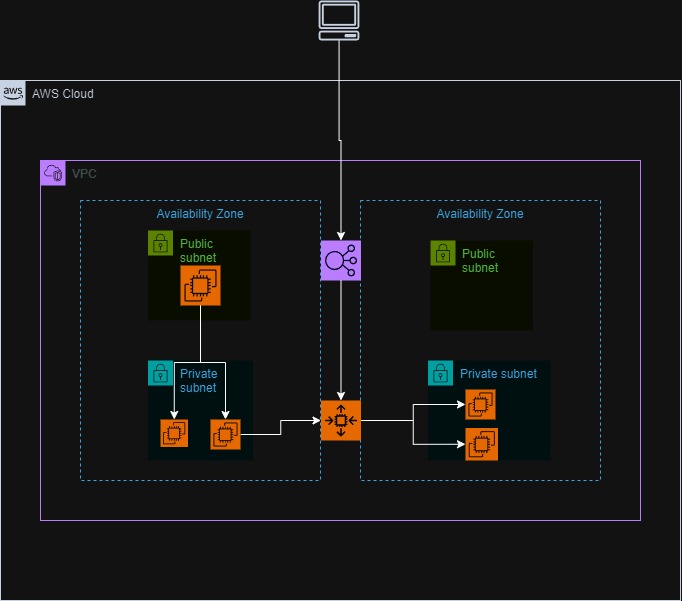 aws
AWS Cloud
VPC
Availability Zone
Availability Zone
Public
subnet
Public
subnet
Private
subnet
Private subnet